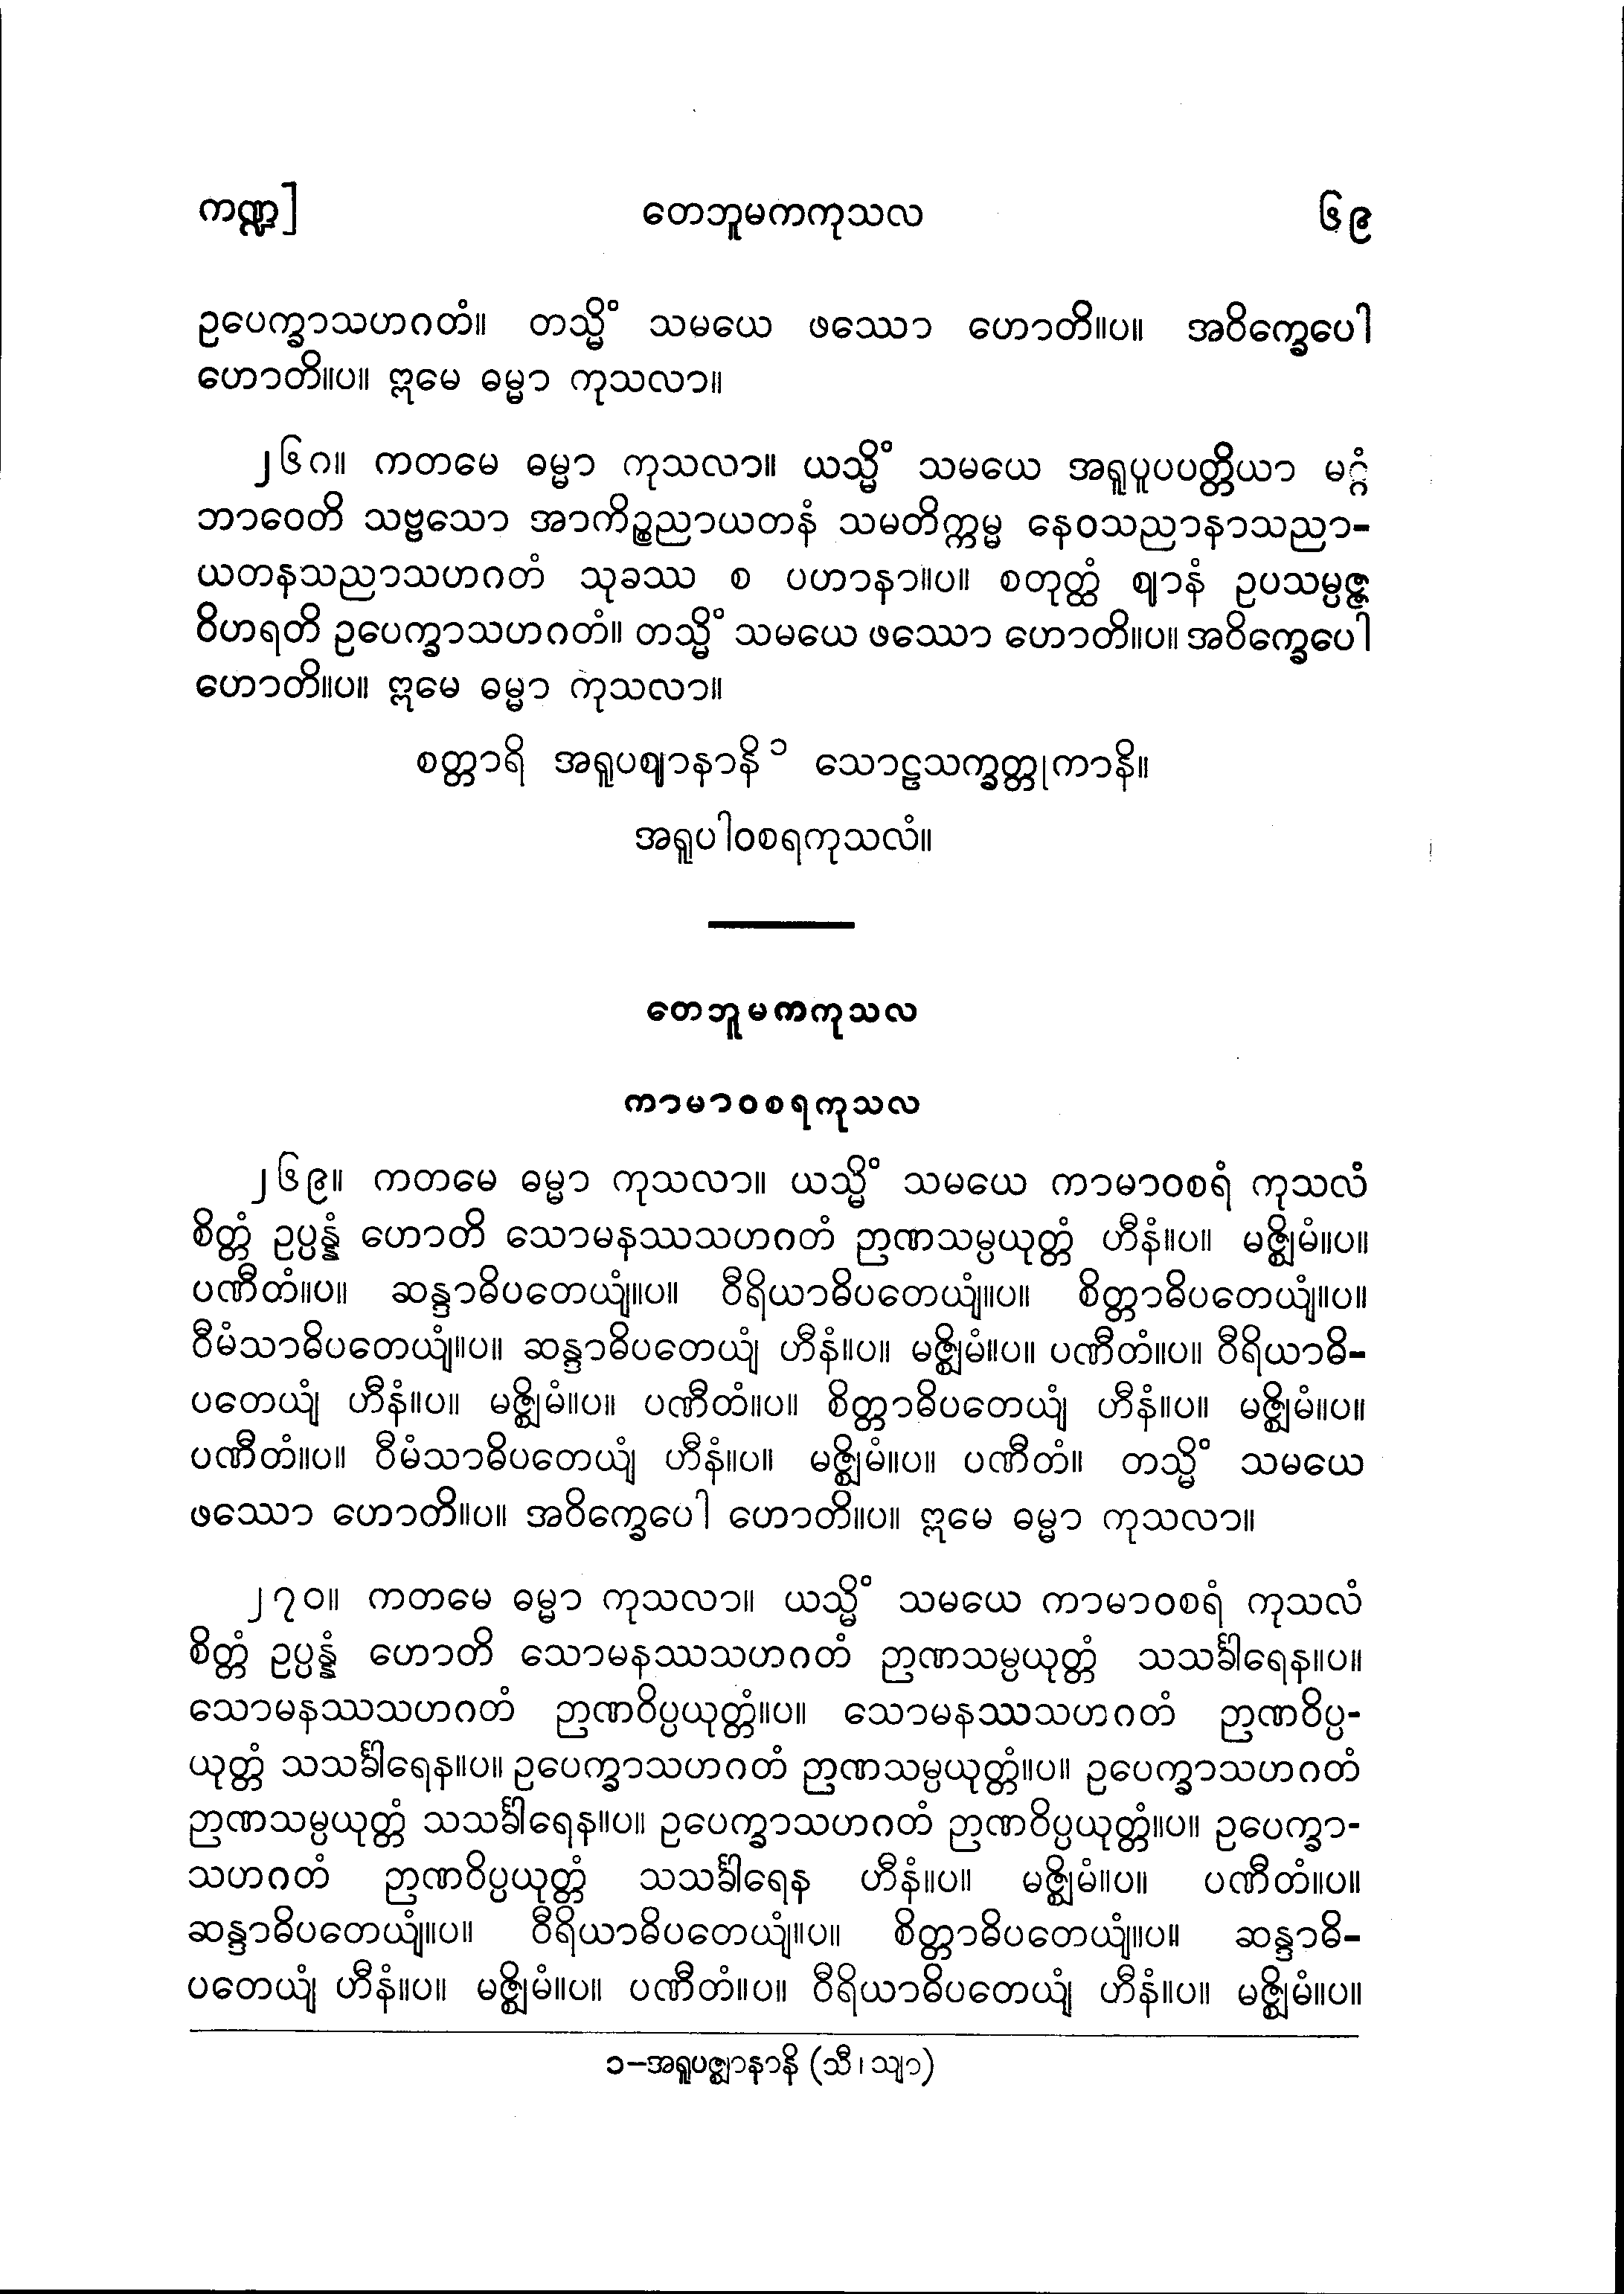 ကဏ္ဍ] တေဘူမကကုသလ ၆၉
ဥပေက္ခာသဟဂတံ။ တသ္မိံ သမယေ ဖဿော ဟောတိ။ပ။ အဝိက္ခေပေါ
ဟောတိ။ပ။ ဣမေ ဓမ္မာ ကုသလာ။
၂၆၈။ ကတမေ ဓမ္မာ ကုသလာ။ ယသ္မိံ သမယေ အရူပူပပတ္တိယာ မဂ္ဂံ
ဘာဝေတိ သဗ္ဗသော အာကိဉ္စညာယတနံ သမတိက္ကမ္မ နေဝသညာနာသညာ-
ယတနသညာသဟဂတံ သုခဿ စ ပဟာနာ။ပ။ စတုတ္ထံ ဈာနံ ဥပသမ္ပဇ္ဇ
ဝိဟရတိ ဥပေက္ခာသဟဂတံ။ တသ္မိံ သမယေ ဖဿော ဟောတိ။ပ။ အဝိက္ခေပေါ
ဟောတိ။ပ။ ဣမေ ဓမ္မာ ကုသလာ။
စတ္တာရိ အရူပဈာနာနိ ၁ သောဠသက္ခတ္တုကာနိ။
အရူပါဝစရကုသလံ။
တေဘူမကကုသလ
ကာမာဝစရကုသလ
၂၆၉။ ကတမေ ဓမ္မာ ကုသလာ။ ယသ္မိံ သမယေ ကာမာဝစရံ ကုသလံ
စိတ္တံ ဥပ္ပန္နံ ဟောတိ သောမနဿသဟဂတံ ဉာဏသမ္ပယုတ္တံ ဟီနံ။ပ။ မဇ္ဈိမံ။ပ။
ပဏီတံ။ပ။ ဆန္ဒာဓိပတေယျံ။ပ။ ဝီရိယာဓိပတေယျံ။ပ။ စိတ္တာဓိပတေယျံ။ပ။
ဝီမံသာဓိပတေယျံ။ပ။ ဆန္ဒာဓိပတေယျံ ဟီနံ။ပ။ မဇ္ဈိမံ။ပ။ ပဏီတံ။ပ။ ဝီရိယာဓိ-
ပတေယျံ ဟီနံ။ပ။ မဇ္ဈိမံ။ပ။ ပဏီတံ။ပ။ စိတ္တာဓိပတေယျံ ဟီနံ။ပ။ မဇ္ဈိမံ။ပ။
ပဏီတံ။ပ။ ဝီမံသာဓိပတေယျံ ဟီနံ။ပ။ မဇ္ဈိမံ။ပ။ ပဏီတံ။ တသ္မိံ သမယေ
ဖဿော ဟောတိ။ပ။ အဝိက္ခေပေါ ဟောတိ။ပ။ ဣမေ ဓမ္မာ ကုသလာ။
၂၇၀။ ကတမေ ဓမ္မာ ကုသလာ။ ယသ္မိံ သမယေ ကာမာဝစရံ ကုသလံ
စိတ္တံ ဥပ္ပန္နံ ဟောတိ သောမနဿသဟဂတံ ဉာဏသမ္ပယုတ္တံ သသင်္ခါရေန။ပ။
သောမနဿသဟဂတံ ဉာဏဝိပ္ပယုတ္တံ။ပ။ သောမနဿသဟဂတံ ဉာဏဝိပ္ပ-
ယုတ္တံ သသင်္ခါရေန။ပ။ ဥပေက္ခာသဟဂတံ ဉာဏသမ္ပယုတ္တံ။ပ။ ဥပေက္ခာသဟဂတံ
ဉာဏသမ္ပယုတ္တံ သသင်္ခါရေန။ပ။ ဥပေက္ခာသဟဂတံ ဉာဏဝိပ္ပယုတ္တံ။ပ။ ဥပေက္ခာ-
သဟဂတံ ဉာဏဝိပ္ပယုတ္တံ သသင်္ခါရေန ဟီနံ။ပ။ မဇ္ဈိမံ။ပ။ ပဏီတံ။ပ။
ဆန္ဒာဓိပတေယျံ။ပ။ ဝီရိယာဓိပတေယျံ။ပ။ စိတ္တာဓိပတေယျံ။ပ။ ဆန္ဒာဓိ-
ပတေယျံ ဟီနံ။ပ။ မဇ္ဈိမံ။ပ။ ပဏီတံ။ပ။ ဝီရိယာဓိပတေယျံ ဟီနံ။ပ။ မဇ္ဈိမံ။ပ။
၁-အရူပဇ္ဈာနာနိ (သီ၊ သျာ)